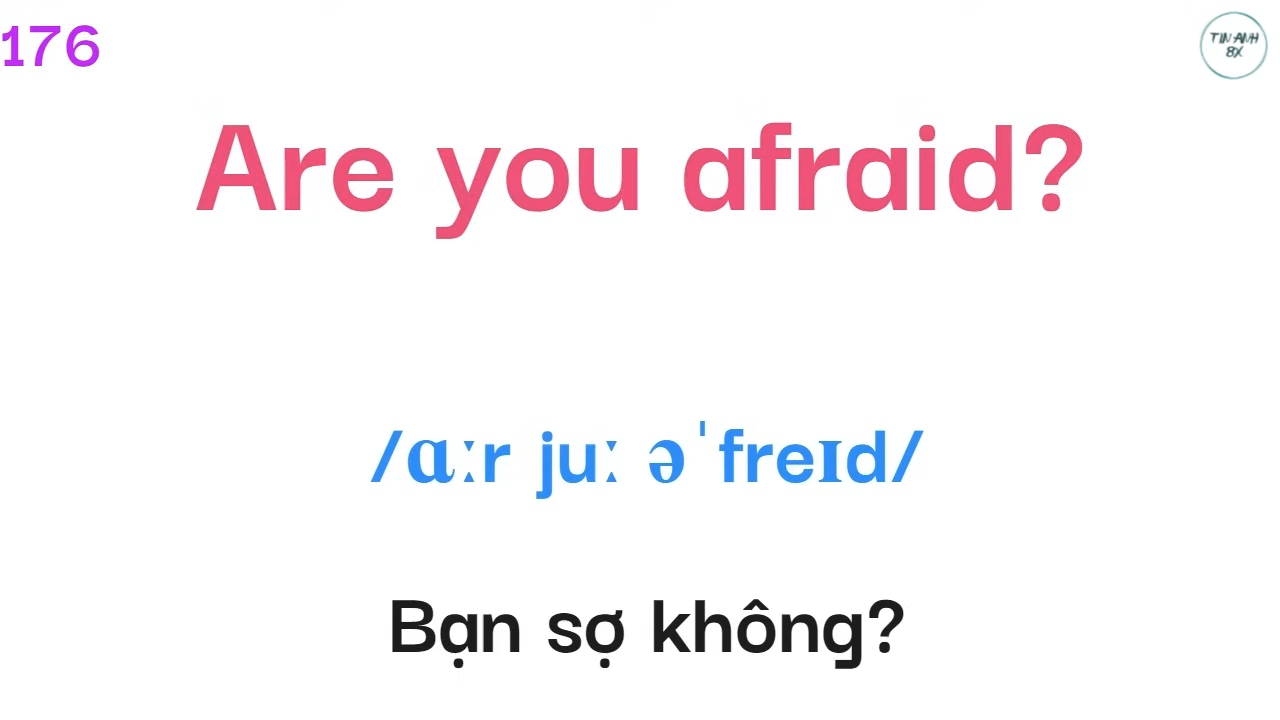 176
TIN ANH
8X
Are you afraid?
/ɑːr juː əˈfreɪd/
Bạn sợ không?